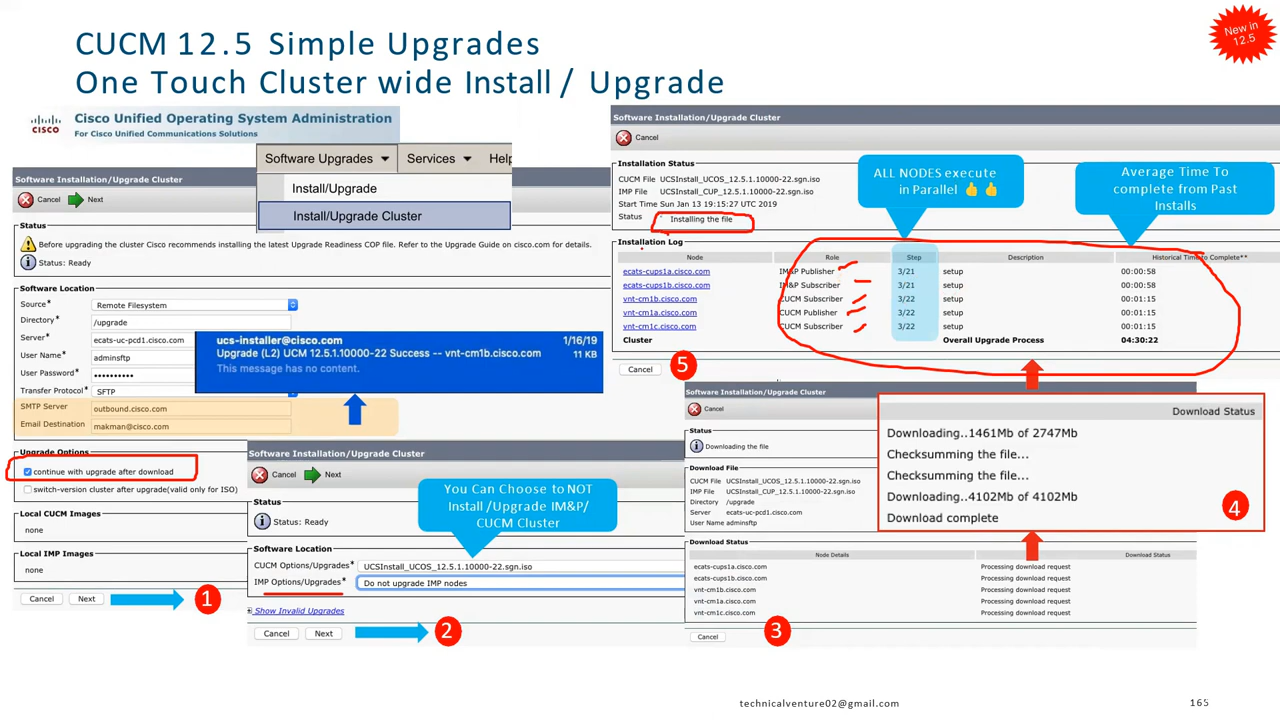 CUCM 12.5 Simple Upgrades
One Touch Cluster wide Install / Upgrade
New in
12.5
CISCO
Cisco Unified Operating System Administration
For Cisco Unified Communications Solutions
Software Upgrades
Services
Help
Install/Upgrade
Install/Upgrade Cluster
Software Installation/Upgrade Cluster
Cancel
Next
Status
Before upgrading the cluster Cisco recommends installing the latest Upgrade Readiness COP file. Refer to the Upgrade Guide on cisco.com for details.
Status: Ready
Software Location
Source* Remote Filesystem
Directory* /upgrade
Server* ecats-uc-pcd1.cisco.com
User Name* adminsftp
User Password* ••••••••••
Transfer Protocol* SFTP
SMTP Server outbound.cisco.com
Email Destination makman@cisco.com
ucs-installer@cisco.com 1/16/19
Upgrade (L2) UCM 12.5.1.10000-22 Success -- vnt-cm1b.cisco.com 11 KB
This message has no content.
Upgrade Options
continue with upgrade after download
switch-version cluster after upgrade(valid only for ISO)
Local CUCM Images
none
Local IMP Images
none
Cancel Next
1
Software Installation/Upgrade Cluster
Cancel Next
Status
Status: Ready
You Can Choose to NOT
Install /Upgrade IM&P/
CUCM Cluster
Software Location
CUCM Options/Upgrades* UCSInstall_UCOS_12.5.1.10000-22.sgn.iso
IMP Options/Upgrades* Do not upgrade IMP nodes
Show Invalid Upgrades
Cancel Next
2
Software Installation/Upgrade Cluster
Cancel
Status
Downloading the file
Download File
CUCM File UCSInstall_UCOS_12.5.1.10000-22.sgn.iso
IMP File UCSInstall_CUP_12.5.1.10000-22.sgn.iso
Directory /upgrade
Server ecats-uc-pcd1.cisco.com
User Name adminsftp
Download Status
Node Details Download Status
ecats-cups1a.cisco.com Processing download request
ecats-cups1b.cisco.com Processing download request
vnt-cm1b.cisco.com Processing download request
vnt-cm1a.cisco.com Processing download request
vnt-cm1c.cisco.com Processing download request
Cancel
3
Download Status
Downloading..1461Mb of 2747Mb
Checksumming the file...
Checksumming the file...
Downloading..4102Mb of 4102Mb
Download complete
4
Software Installation/Upgrade Cluster
Cancel
Installation Status
CUCM File UCSInstall_UCOS_12.5.1.10000-22.sgn.iso
IMP File UCSInstall_CUP_12.5.1.10000-22.sgn.iso
Start Time Sun Jan 13 19:15:27 UTC 2019
Status Installing the file
ALL NODES execute
in Parallel 👍👍
Average Time To
complete from Past
Installs
Installation Log
Node Role Step Description Historical Time to Complete**
ecats-cups1a.cisco.com IM&P Publisher 3/21 setup 00:00:58
ecats-cups1b.cisco.com IM&P Subscriber 3/21 setup 00:00:58
vnt-cm1b.cisco.com CUCM Subscriber 3/22 setup 00:01:15
vnt-cm1a.cisco.com CUCM Publisher 3/22 setup 00:01:15
vnt-cm1c.cisco.com CUCM Subscriber 3/22 setup 00:01:15
Cluster Overall Upgrade Process 04:30:22
Cancel
5
technicalventure02@gmail.com
165